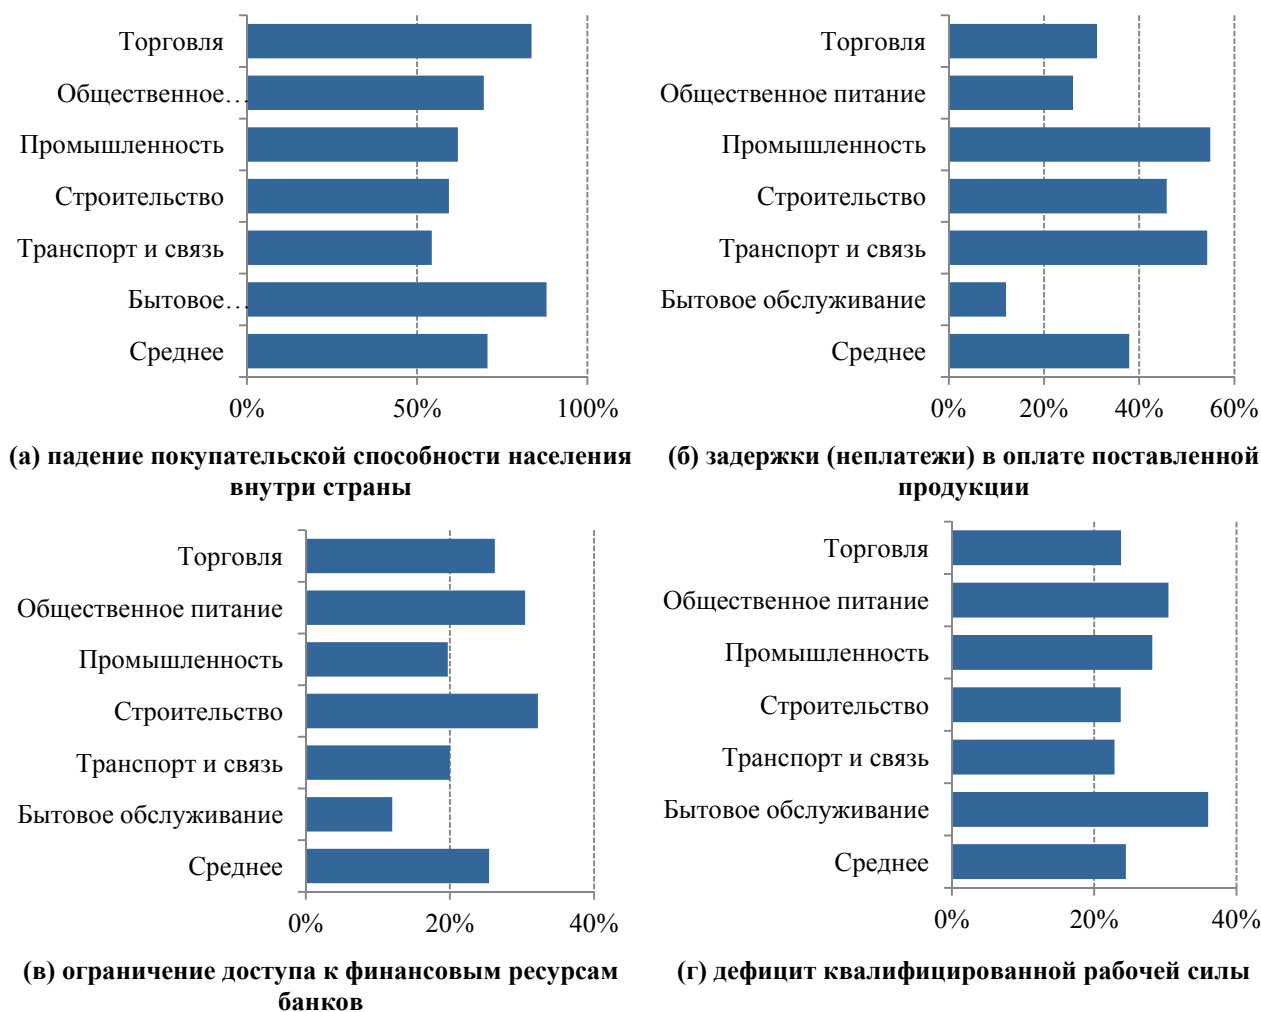 Торговля
Общественное…
Промышленность
Строительство
Транспорт и связь
Бытовое…
Среднее
0% 50% 100%
(а) падение покупательской способности населения
внутри страны
Торговля
Общественное питание
Промышленность
Строительство
Транспорт и связь
Бытовое обслуживание
Среднее
0% 20% 40% 60%
(б) задержки (неплатежи) в оплате поставленной
продукции
Торговля
Общественное питание
Промышленность
Строительство
Транспорт и связь
Бытовое обслуживание
Среднее
0% 20% 40%
(в) ограничение доступа к финансовым ресурсам
банков
Торговля
Общественное питание
Промышленность
Строительство
Транспорт и связь
Бытовое обслуживание
Среднее
0% 20% 40%
(г) дефицит квалифицированной рабочей силы